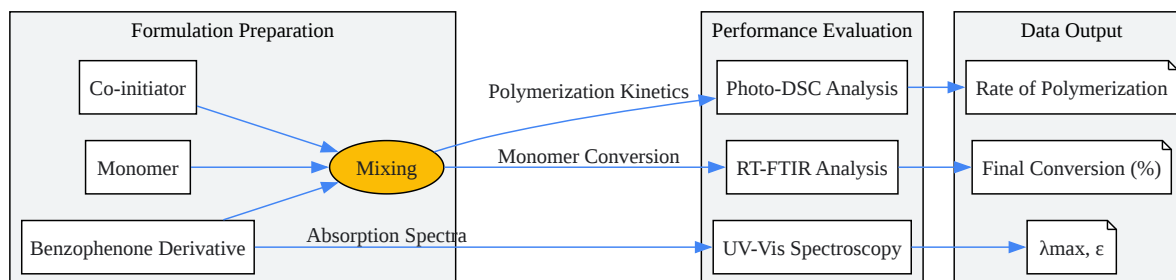 Formulation Preparation
Performance Evaluation
Data Output
Co-initiator
Monomer
Benzophenone Derivative
Mixing
Polymerization Kinetics
Monomer Conversion
Absorption Spectra
Photo-DSC Analysis
RT-FTIR Analysis
UV-Vis Spectroscopy
Rate of Polymerization
Final Conversion (%)
λmax, ε